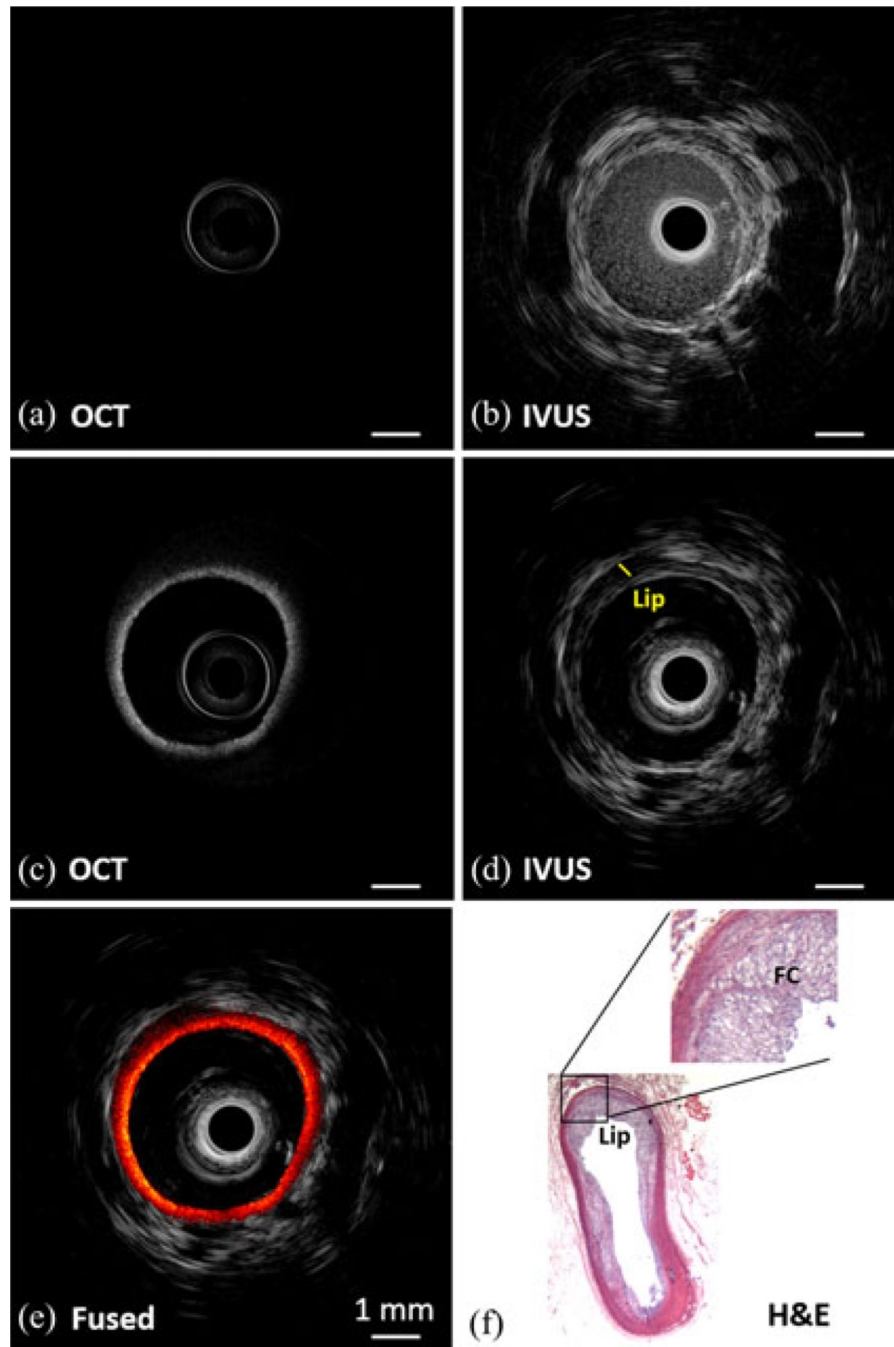 (a) OCT
(b) IVUS
Lip
(c) OCT
(d) IVUS
FC
Lip
(e) Fused
1 mm
(f)
H&E